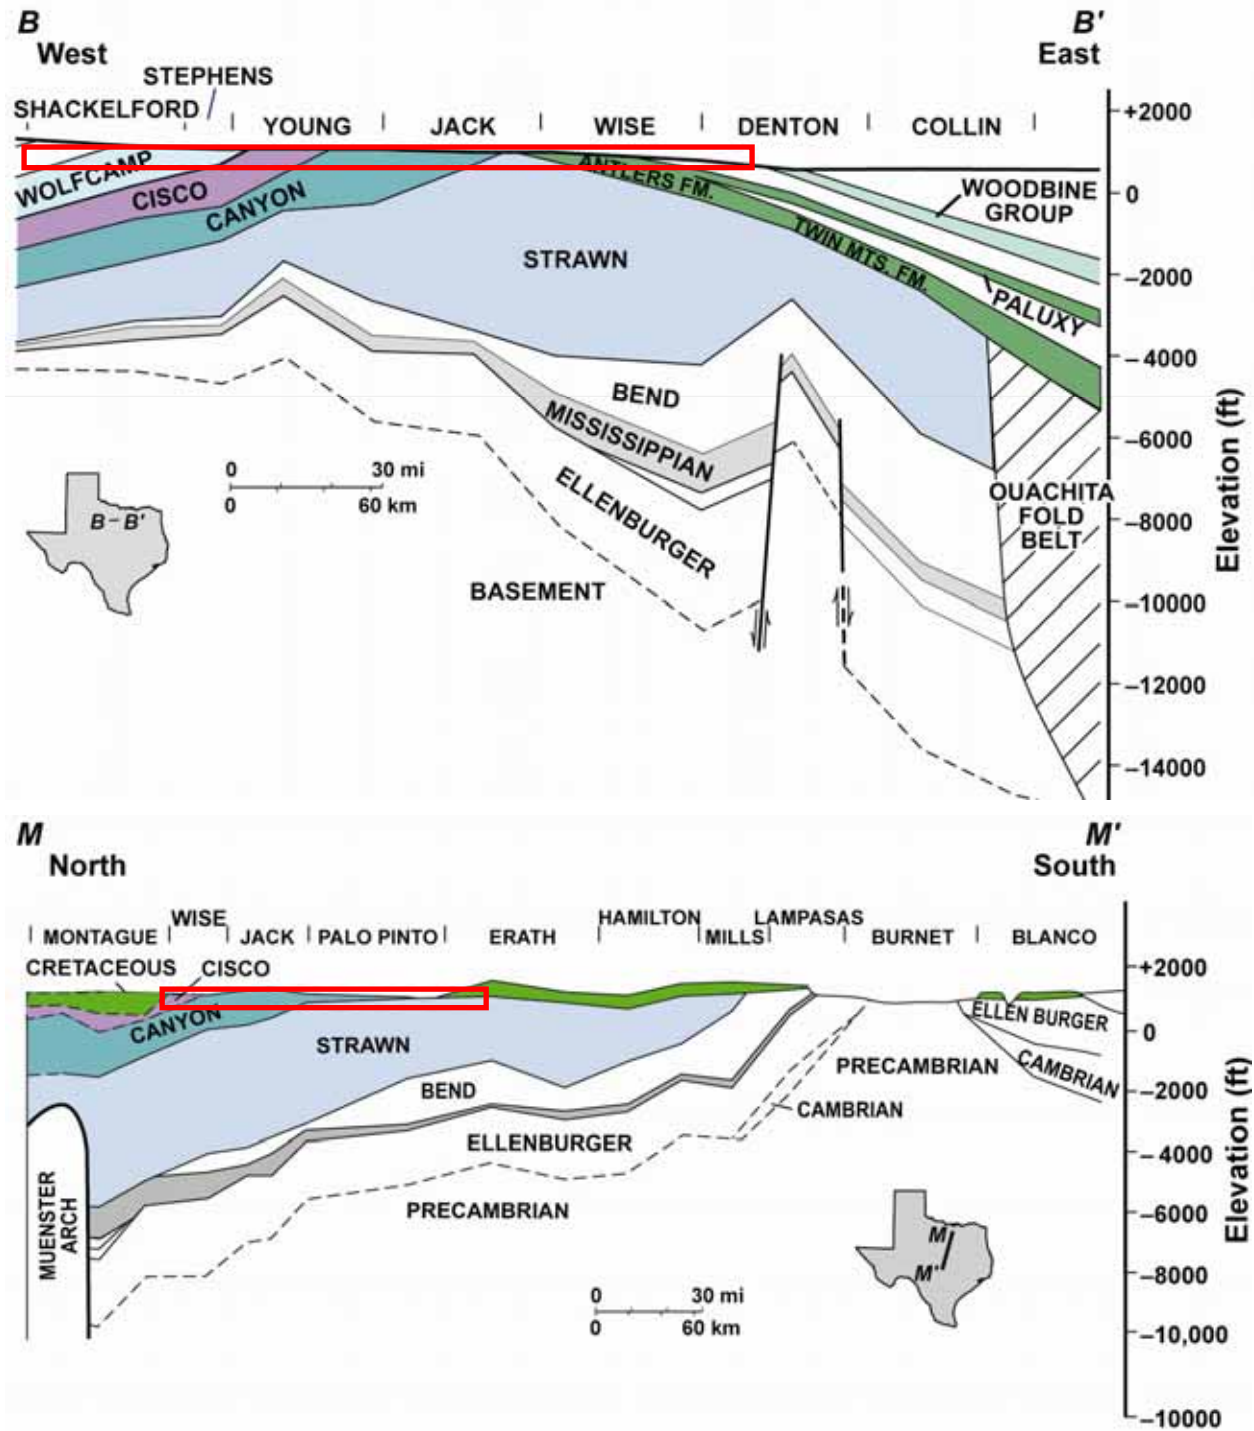 B
B'
West
East
STEPHENS
SHACKELFORD
YOUNG
JACK
WISE
DENTON
COLLIN
+2000
WOLFCAMP
ANTLERS FM.
WOODBINE
GROUP
0
CISCO
CANYON
STRAWN
TWIN MTS. FM.
–2000
PALUXY
–4000
BEND
MISSISSIPPIAN
–6000
0 30 mi
0 60 km
ELLENBURGER
OUACHITA
FOLD
BELT
–8000
B – B'
BASEMENT
–10000
–12000
–14000
Elevation (ft)
M
M'
North
South
WISE
HAMILTON
LAMPASAS
MONTAGUE
JACK
PALO PINTO
ERATH
MILLS
BURNET
BLANCO
CRETACEOUS
CISCO
+2000
CANYON
ELLEN BURGER
0
STRAWN
PRECAMBRIAN
CAMBRIAN
–2000
BEND
CAMBRIAN
ELLENBURGER
– 4000
PRECAMBRIAN
–6000
MUENSTER
ARCH
M
M'
–8000
0 30 mi
0 60 km
–10,000
–10000
Elevation (ft)